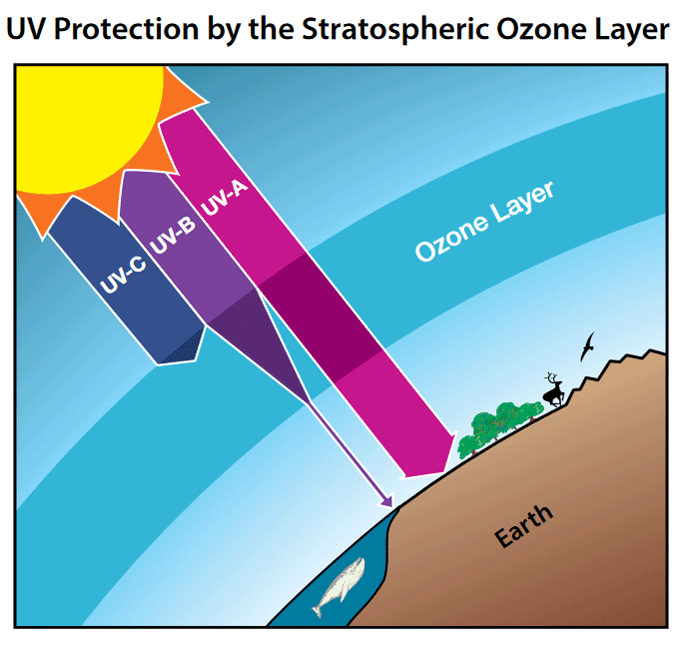 UV Protection by the Stratospheric Ozone Layer
UV-A
UV-B
UV-C
Ozone Layer
Earth